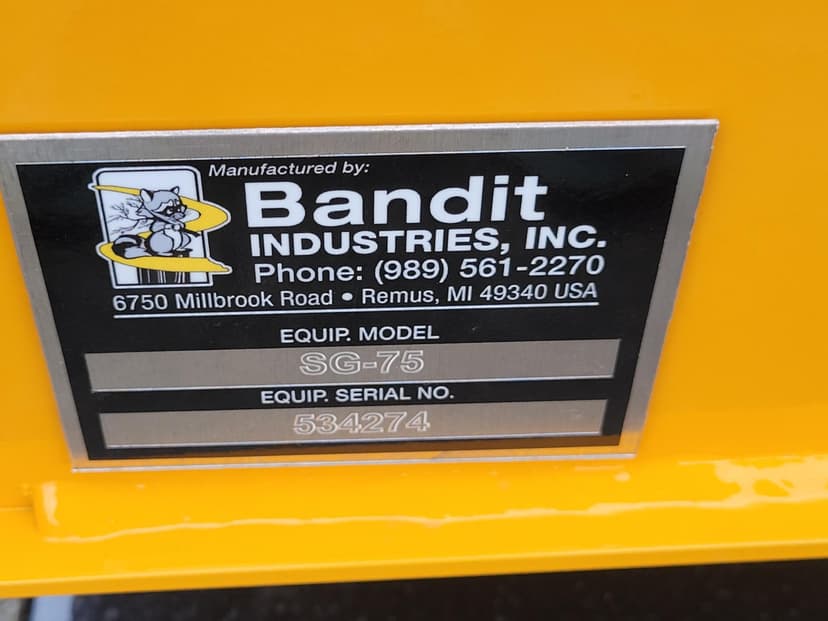 Manufactured by:
Bandit
INDUSTRIES, INC.
Phone: (989) 561-2270
6750 Millbrook Road • Remus, MI 49340 USA
EQUIP. MODEL
SG-75
EQUIP. SERIAL NO.
534274